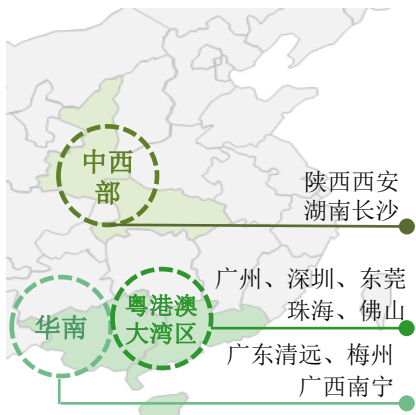 中西
部
陕西西安
湖南长沙
广州、深圳、东莞
珠海、佛山
粤港澳
大湾区
华南
广东清远、梅州
广西南宁